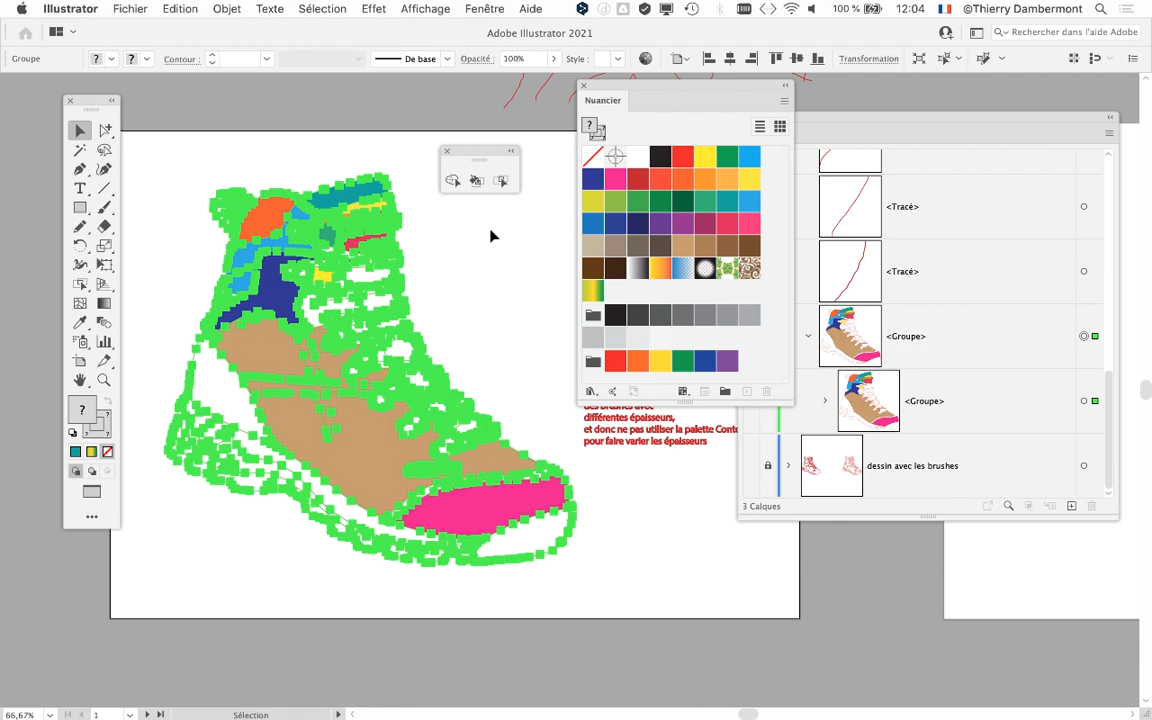 Illustrator Fichier Edition Objet Texte Sélection Effet Affichage Fenêtre Aide 100 % 12:04 ©Thierry Dambermont
Adobe Illustrator 2021
Rechercher dans l'aide Adobe
Groupe ? ? Contour : De base Opacité : 100% Style : Transformation
Nuancier
?
<Tracé>
<Tracé>
<Groupe>
<Groupe>
différentes épaisseurs,
et donc ne pas utiliser la palette Conto
pour faire varier les épaisseurs
dessin avec les brushes
3 Calques
?
66,67% 1 Sélection